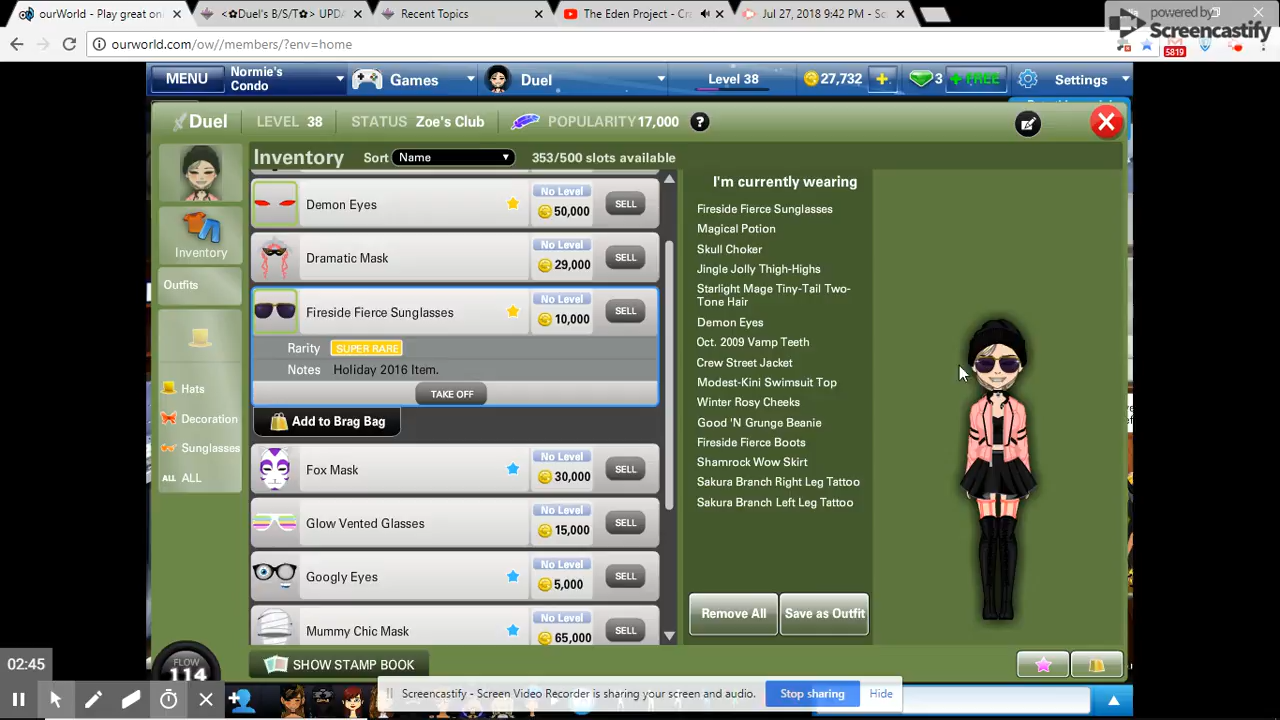 ourWorld - Play great on
<✿Duel's B/S/T✿> UPDA
Recent Topics
The Eden Project - Cr
Jul 27, 2018 9:42 PM - Sc
powered by
Screencastify
ourworld.com/ow//members/?env=home
5819
MENU
Normie's
Condo
Games
Duel
Level 38
27,732
+
3
+ FREE
Settings
Duel
LEVEL 38
STATUS Zoe's Club
POPULARITY 17,000
?
Inventory
Sort
Name
353/500 slots available
Inventory
Outfits
Hats
Decoration
Sunglasses
ALL ALL
Demon Eyes
No Level
50,000
SELL
Dramatic Mask
No Level
29,000
SELL
Fireside Fierce Sunglasses
No Level
10,000
SELL
Rarity SUPER RARE
Notes Holiday 2016 Item.
TAKE OFF
Add to Brag Bag
Fox Mask
No Level
30,000
SELL
Glow Vented Glasses
No Level
15,000
SELL
Googly Eyes
No Level
5,000
SELL
Mummy Chic Mask
No Level
65,000
SELL
SHOW STAMP BOOK
I'm currently wearing
Fireside Fierce Sunglasses
Magical Potion
Skull Choker
Jingle Jolly Thigh-Highs
Starlight Mage Tiny-Tail Two-
Tone Hair
Demon Eyes
Oct. 2009 Vamp Teeth
Crew Street Jacket
Modest-Kini Swimsuit Top
Winter Rosy Cheeks
Good 'N Grunge Beanie
Fireside Fierce Boots
Shamrock Wow Skirt
Sakura Branch Right Leg Tattoo
Sakura Branch Left Leg Tattoo
Remove All
Save as Outfit
FLOW
114
02:45
Screencastify - Screen Video Recorder is sharing your screen and audio.
Stop sharing
Hide